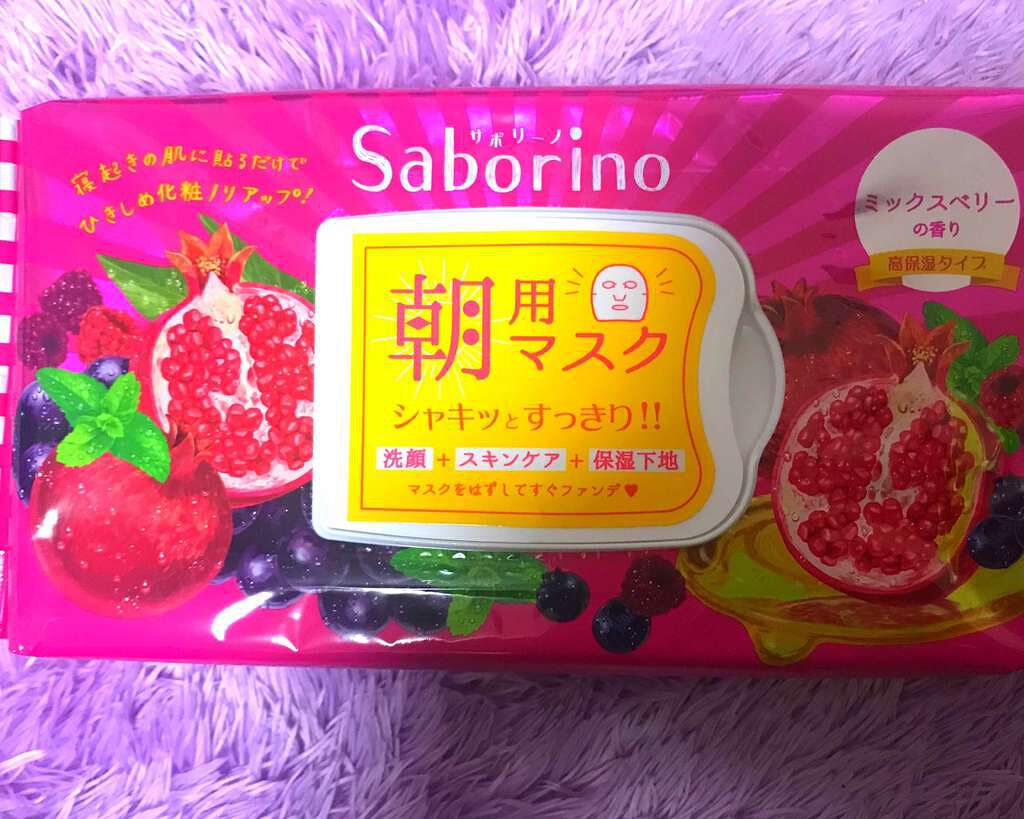 サボリーノ
Saborino
寝起きの肌に貼るだけで
ひきしめ化粧ノリアップ!
ミックスベリー
の香り
高保湿タイプ
朝用マスク
シャキッとすっきり!!
洗顔+スキンケア+保湿下地
マスクをはずしてすぐファンデ♥